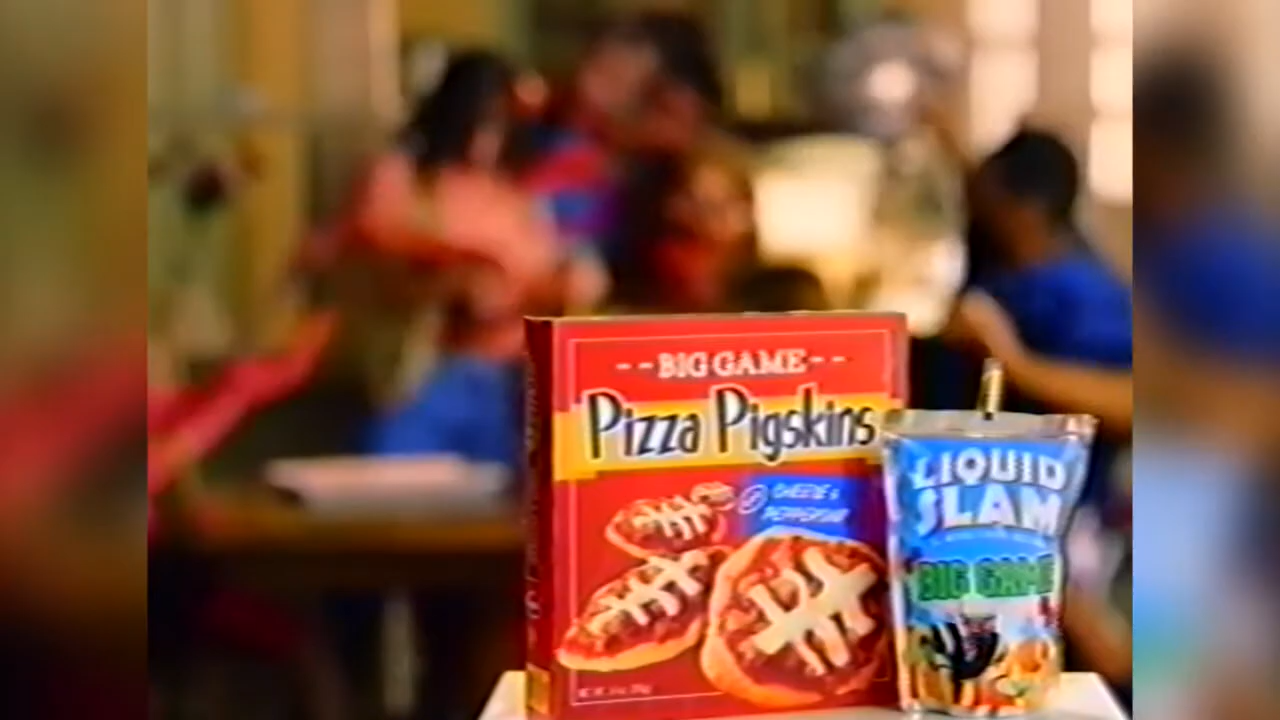 --BIG GAME--
Pizza Pigskins
CHEESE &
PEPPERONI
LIQUID
SLAM
BIG GAME